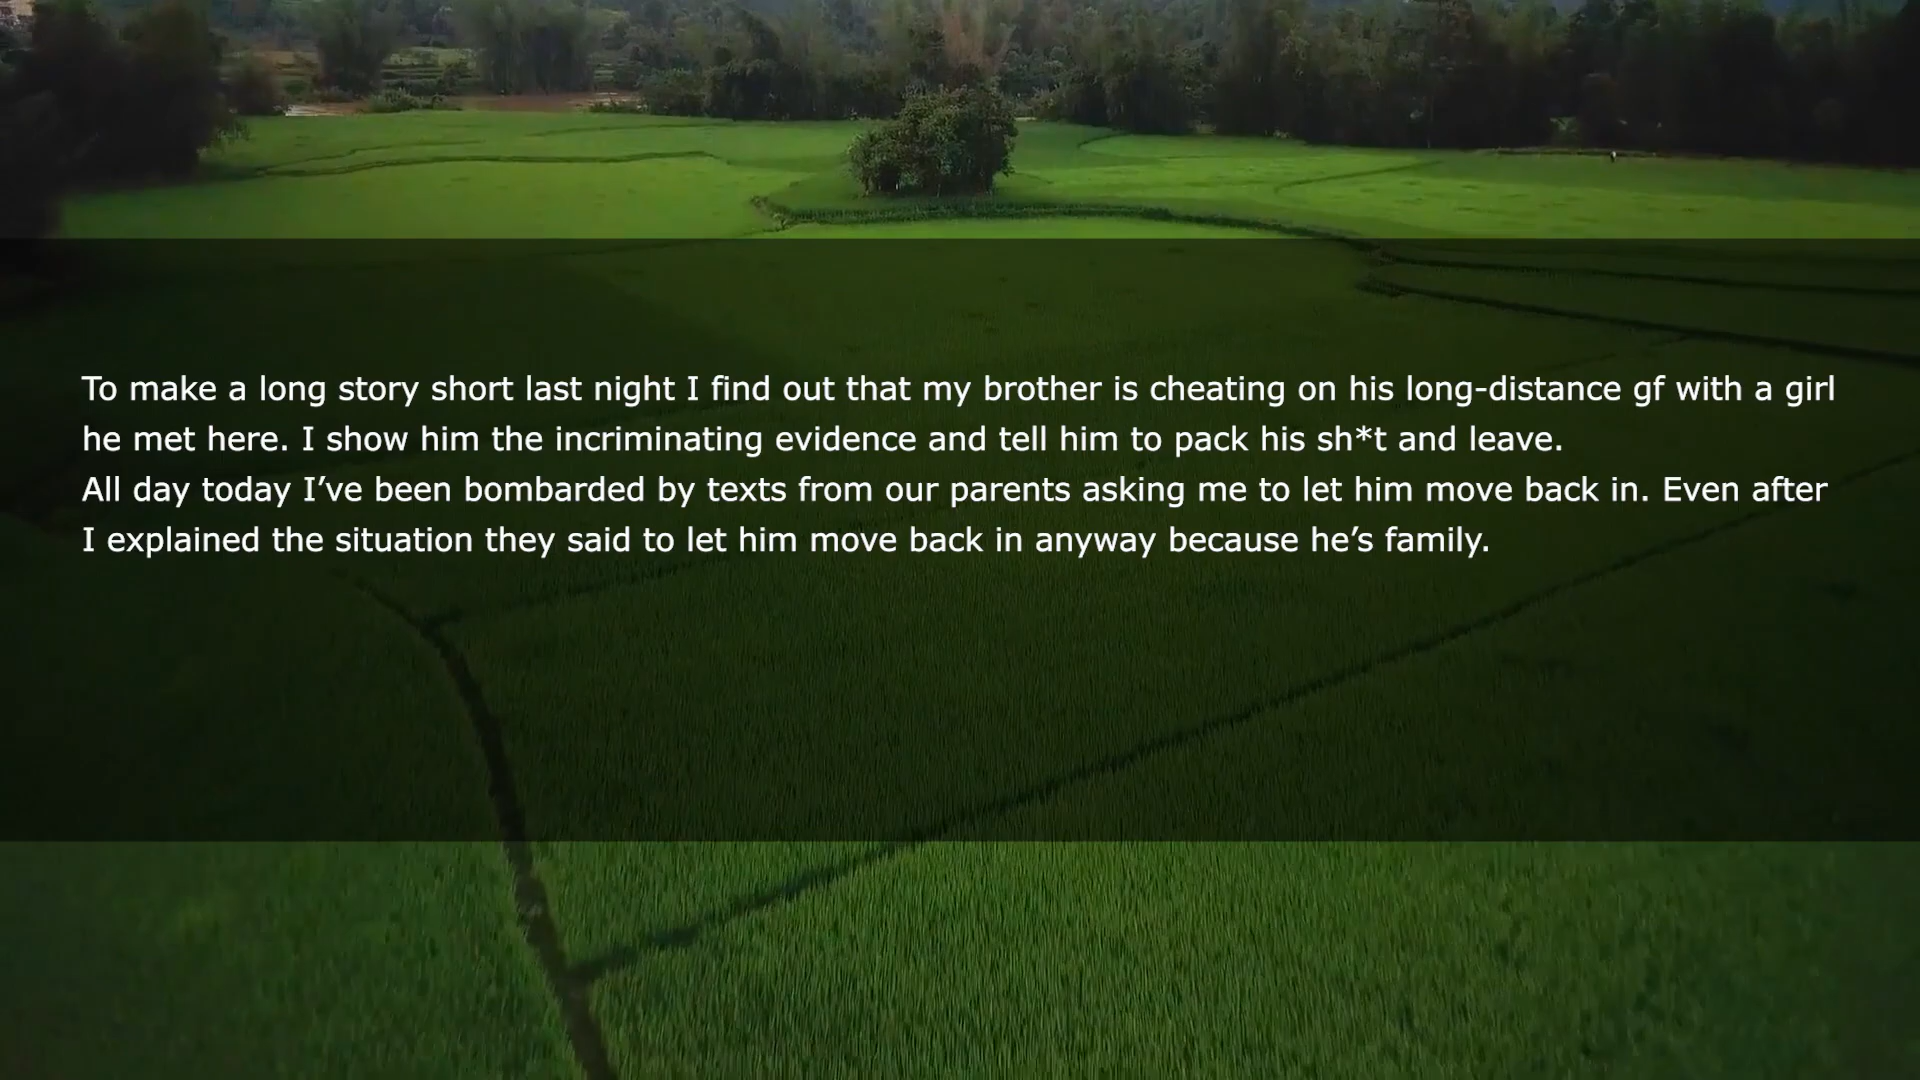 To make a long story short last night I find out that my brother is cheating on his long-distance gf with a girl
he met here. I show him the incriminating evidence and tell him to pack his sh*t and leave.
All day today I’ve been bombarded by texts from our parents asking me to let him move back in. Even after
I explained the situation they said to let him move back in anyway because he’s family.